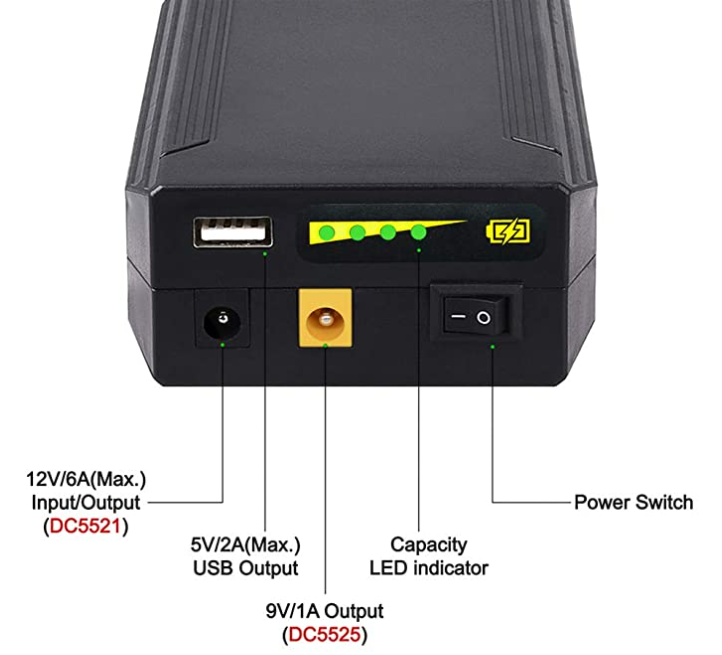 12V/6A(Max.)
Input/Output
(DC5521)
5V/2A(Max.)
USB Output
9V/1A Output
(DC5525)
Capacity
LED indicator
Power Switch